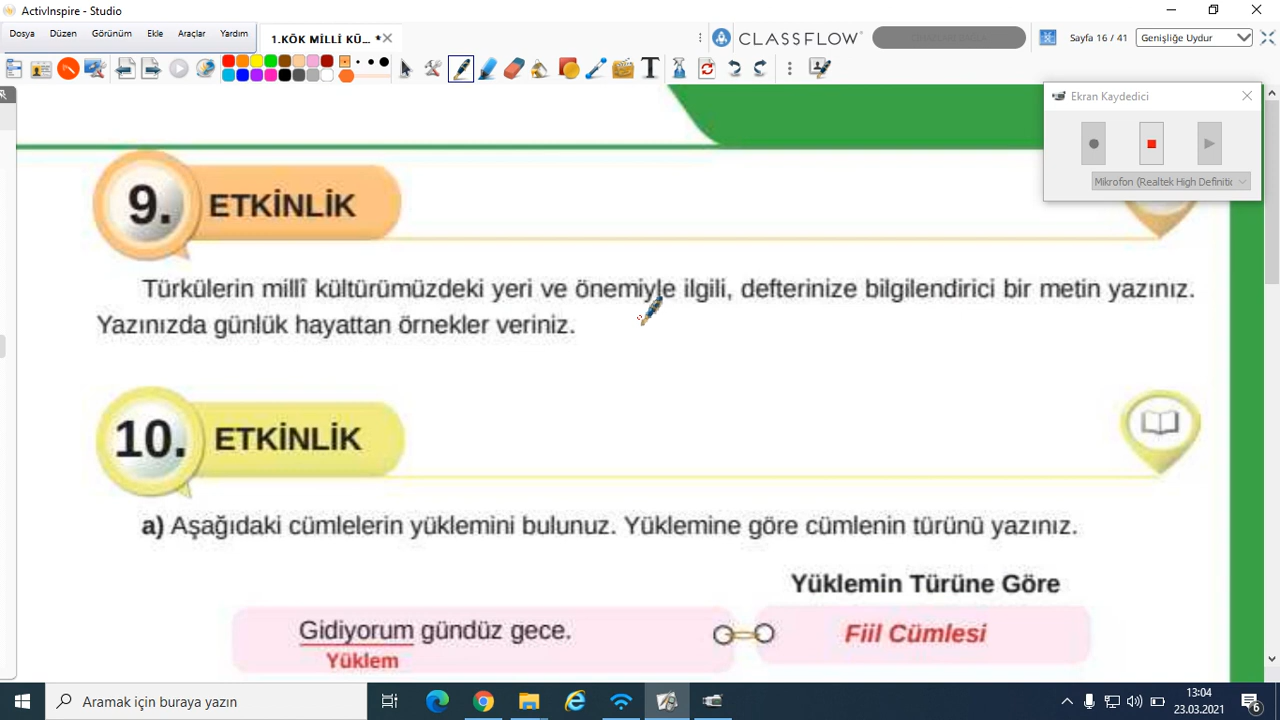 ActivInspire - Studio
Dosya Düzen Görünüm Ekle Araçlar Yardım
1.KÖK MİLLÎ KÜ... *
CLASSFLOW
Sayfa 16 / 41
Genişliğe Uydur
Ekran Kaydedici
Mikrofon (Realtek High Definitic
9. ETKİNLİK
Türkülerin millî kültürümüzdeki yeri ve önemiyle ilgili, defterinize bilgilendirici bir metin yazınız.
Yazınızda günlük hayattan örnekler veriniz.
10. ETKİNLİK
a) Aşağıdaki cümlelerin yüklemini bulunuz. Yüklemine göre cümlenin türünü yazınız.
Yüklemin Türüne Göre
Gidiyorum gündüz gece.
Fiil Cümlesi
Yüklem
Aramak için buraya yazın
13:04
23.03.2021
6